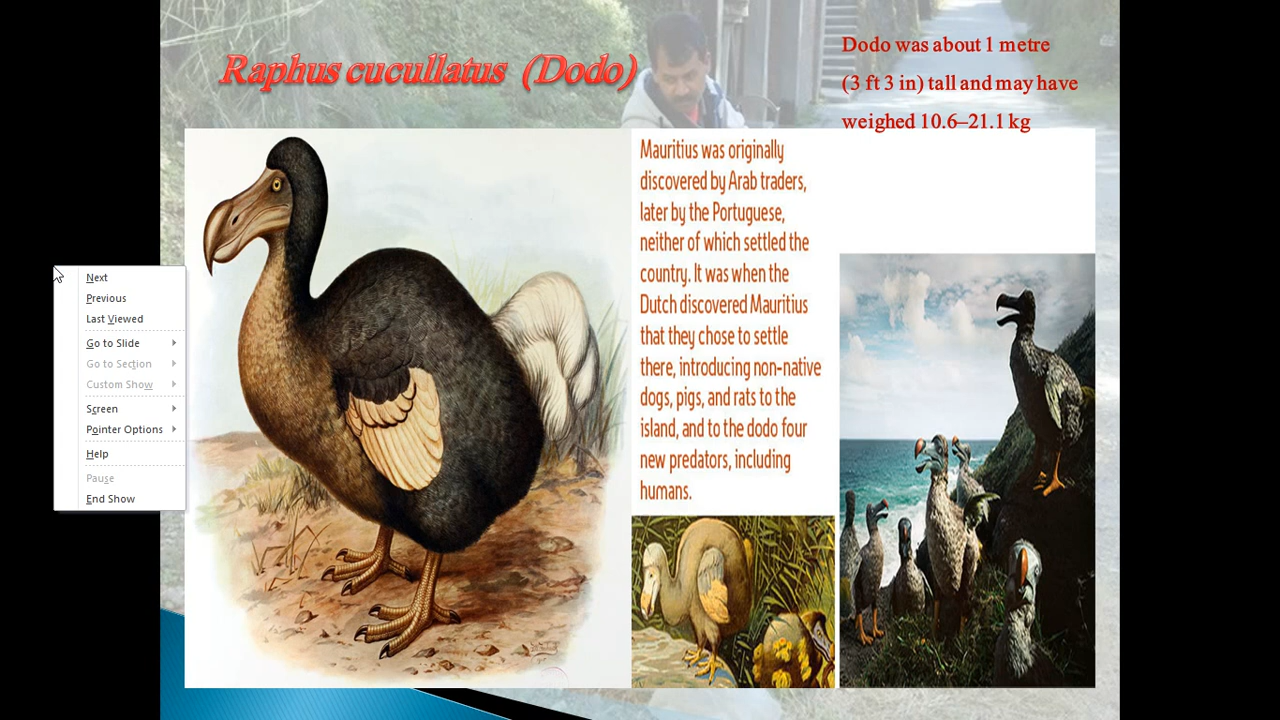 Raphus cucullatus (Dodo)
Dodo was about 1 metre
(3 ft 3 in) tall and may have
weighed 10.6–21.1 kg
Mauritius was originally
discovered by Arab traders,
later by the Portuguese,
neither of which settled the
country. It was when the
Dutch discovered Mauritius
that they chose to settle
there, introducing non-native
dogs, pigs, and rats to the
island, and to the dodo four
new predators, including
humans.
Next
Previous
Last Viewed
Go to Slide
Go to Section
Custom Show
Screen
Pointer Options
Help
Pause
End Show